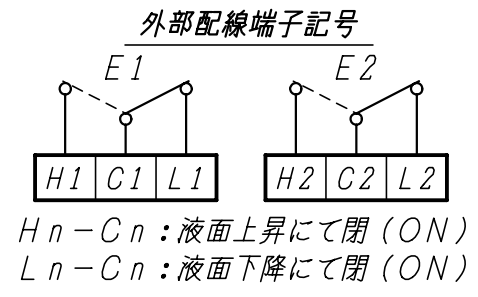 外部配線端子記号
E1 E2
H1 C1 L1 H2 C2 L2
Hn－Cn：液面上昇にて閉（ON）
Ln－Cn：液面下降にて閉（ON）